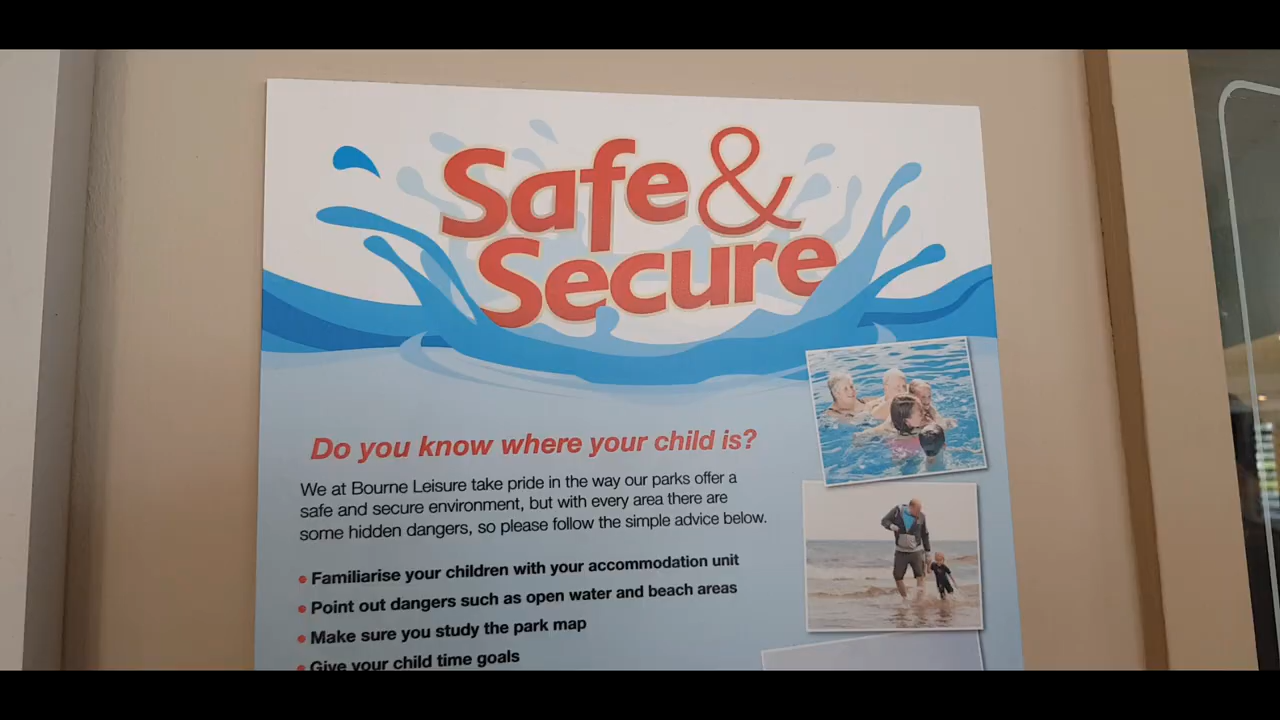 Safe &
Secure
Do you know where your child is?
We at Bourne Leisure take pride in the way our parks offer a
safe and secure environment, but with every area there are
some hidden dangers, so please follow the simple advice below.
• Familiarise your children with your accommodation unit
• Point out dangers such as open water and beach areas
• Make sure you study the park map
• Give your child time goals